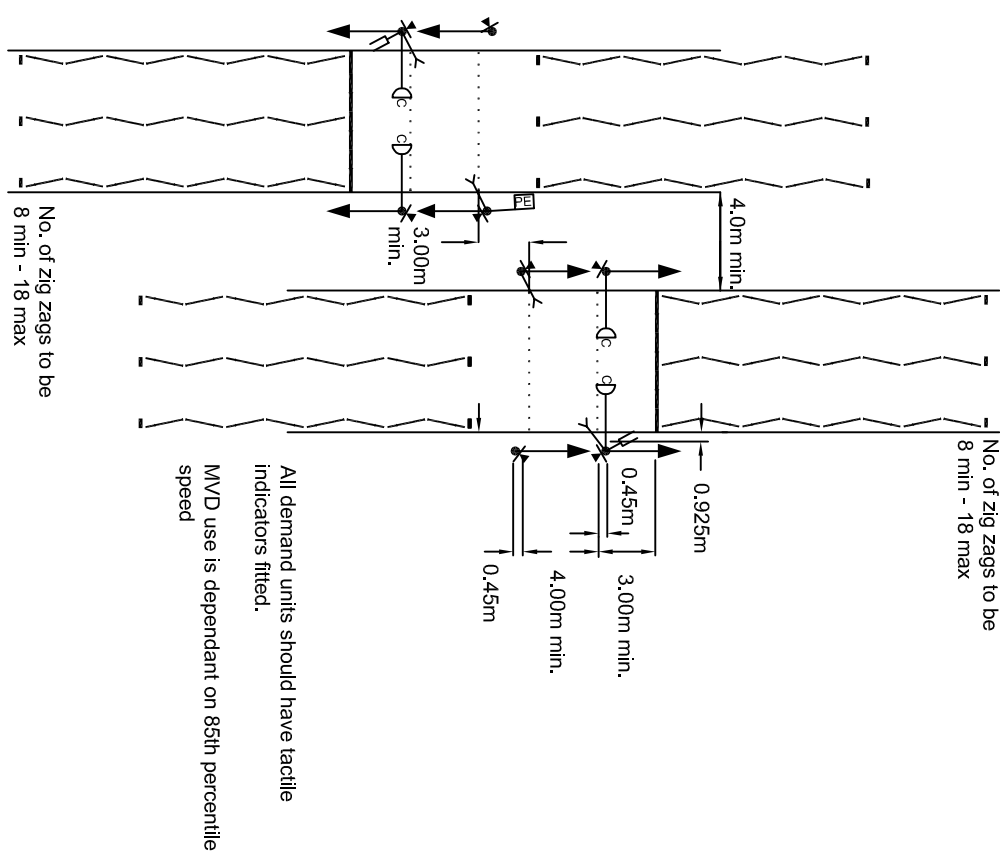 No. of zig zags to be
8 min - 18 max
4.0m min.
0.925m
3.00m min.
0.45m
4.00m min.
0.45m
C
C
PE
3.00m
min.
C
C
No. of zig zags to be
8 min - 18 max
All demand units should have tactile
indicators fitted.
MVD use is dependant on 85th percentile
speed